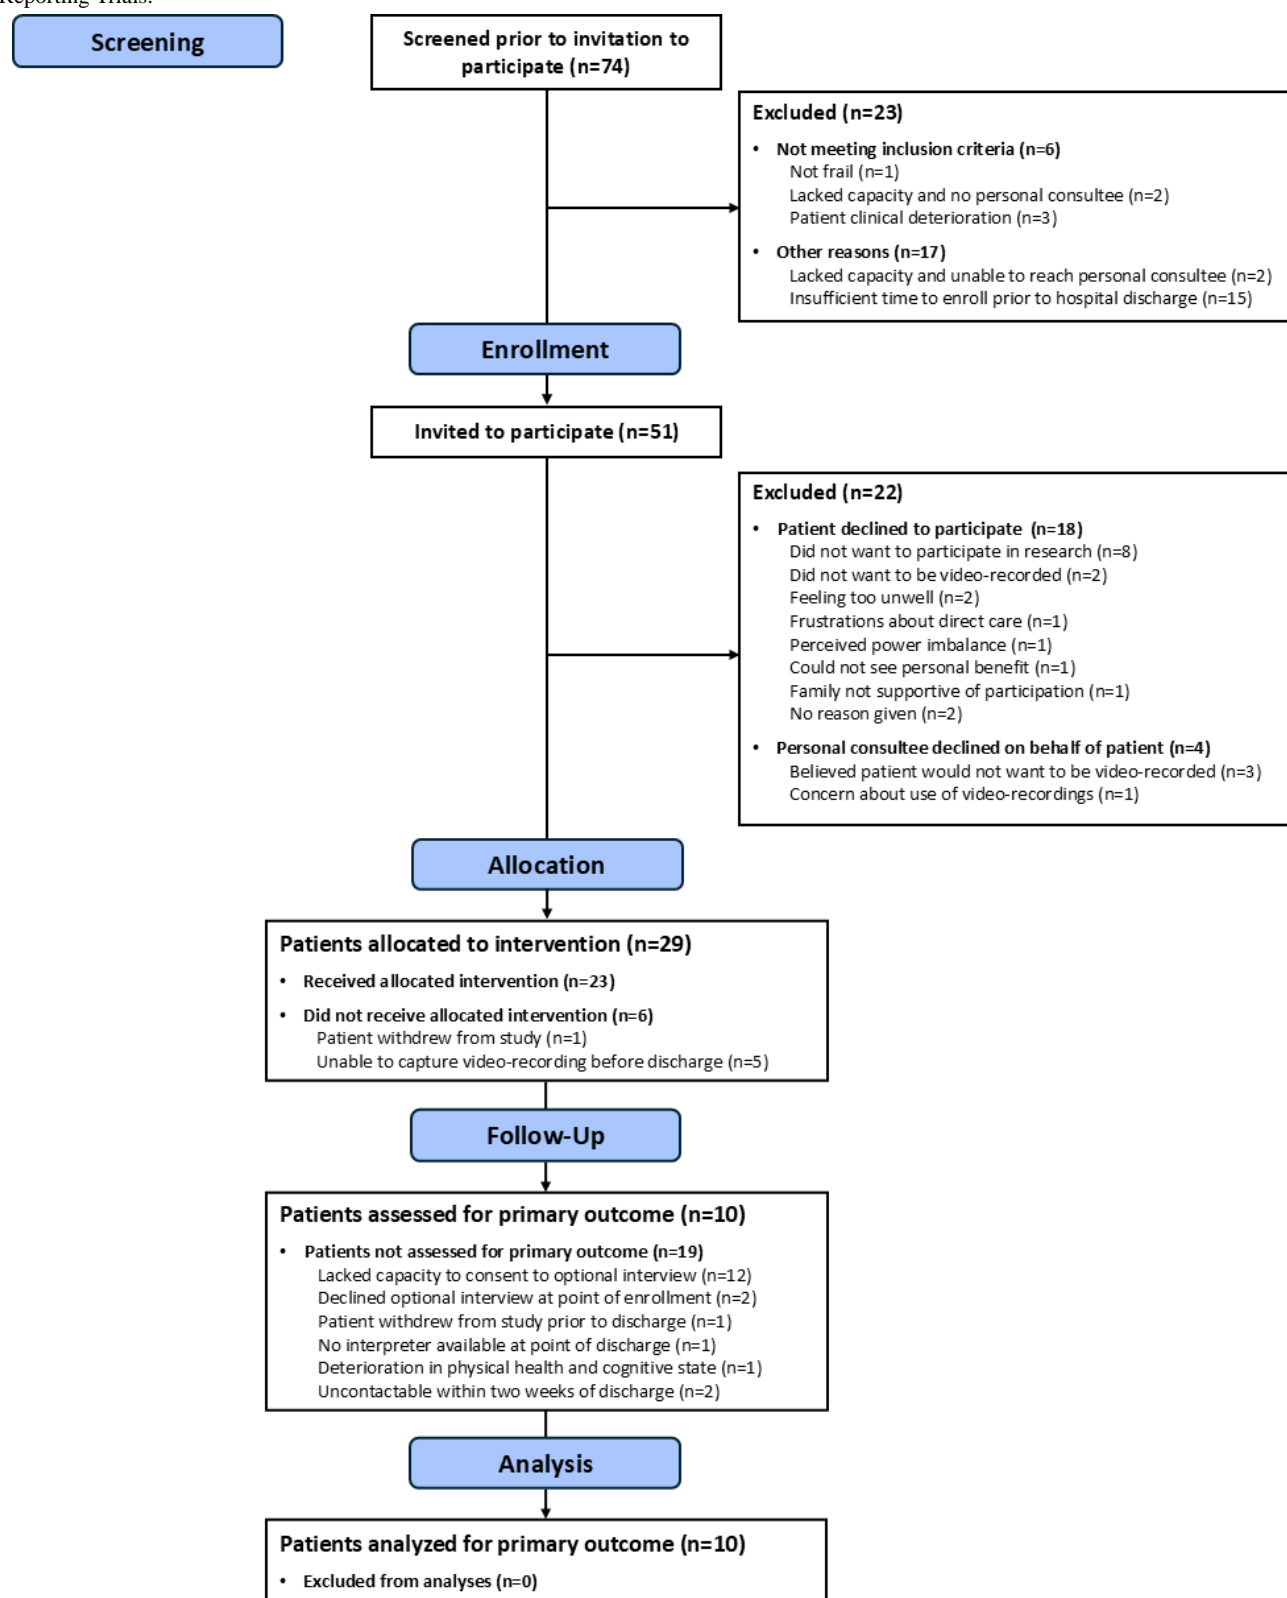 Reporting Trials.
Screening
Screened prior to invitation to
participate (n=74)
Excluded (n=23)
• Not meeting inclusion criteria (n=6)
Not frail (n=1)
Lacked capacity and no personal consultee (n=2)
Patient clinical deterioration (n=3)
• Other reasons (n=17)
Lacked capacity and unable to reach personal consultee (n=2)
Insufficient time to enroll prior to hospital discharge (n=15)
Enrollment
Invited to participate (n=51)
Excluded (n=22)
• Patient declined to participate (n=18)
Did not want to participate in research (n=8)
Did not want to be video-recorded (n=2)
Feeling too unwell (n=2)
Frustrations about direct care (n=1)
Perceived power imbalance (n=1)
Could not see personal benefit (n=1)
Family not supportive of participation (n=1)
No reason given (n=2)
• Personal consultee declined on behalf of patient (n=4)
Believed patient would not want to be video-recorded (n=3)
Concern about use of video-recordings (n=1)
Allocation
Patients allocated to intervention (n=29)
• Received allocated intervention (n=23)
• Did not receive allocated intervention (n=6)
Patient withdrew from study (n=1)
Unable to capture video-recording before discharge (n=5)
Follow-Up
Patients assessed for primary outcome (n=10)
• Patients not assessed for primary outcome (n=19)
Lacked capacity to consent to optional interview (n=12)
Declined optional interview at point of enrollment (n=2)
Patient withdrew from study prior to discharge (n=1)
No interpreter available at point of discharge (n=1)
Deterioration in physical health and cognitive state (n=1)
Uncontactable within two weeks of discharge (n=2)
Analysis
Patients analyzed for primary outcome (n=10)
• Excluded from analyses (n=0)